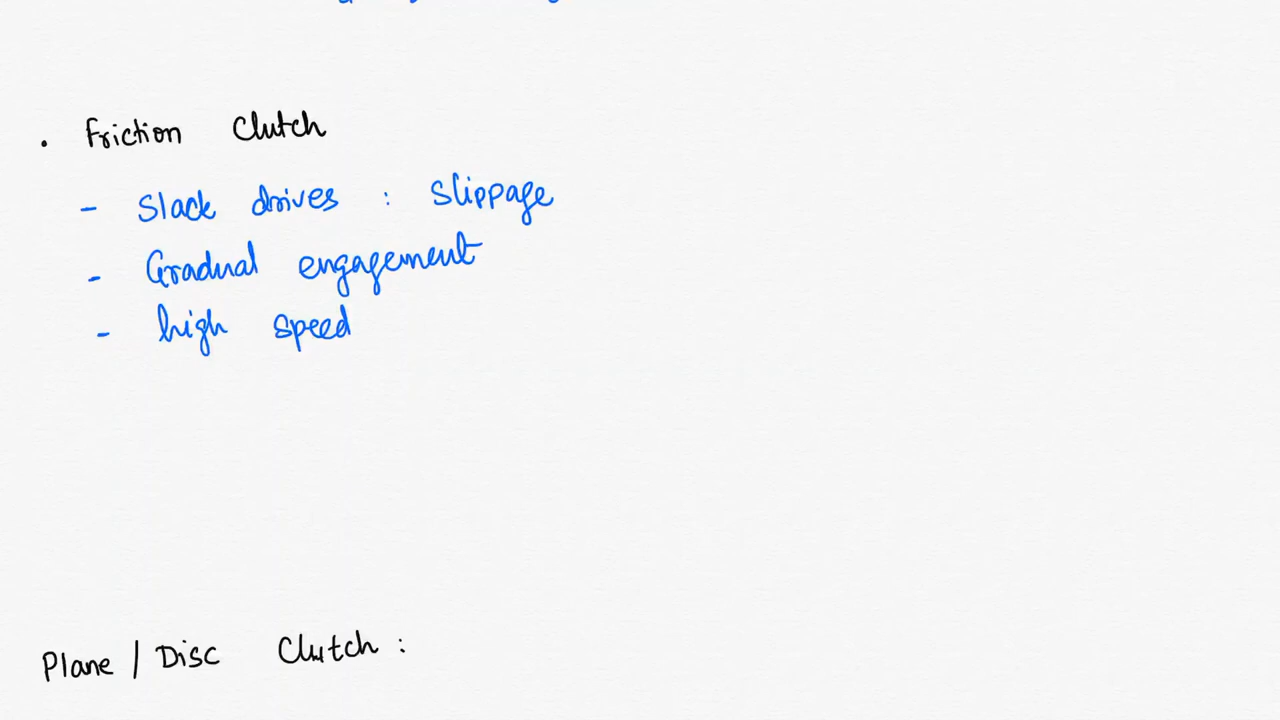 . Friction Clutch
- Slack drives : Slippage
- Gradual engagement
- high speed
Plane / Disc Clutch :